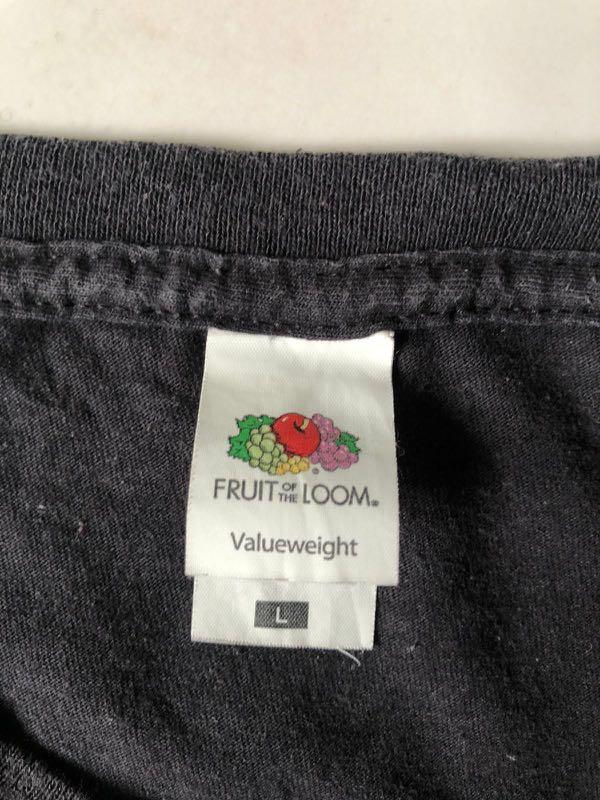 FRUIT OF THE LOOM®
Valueweight
L